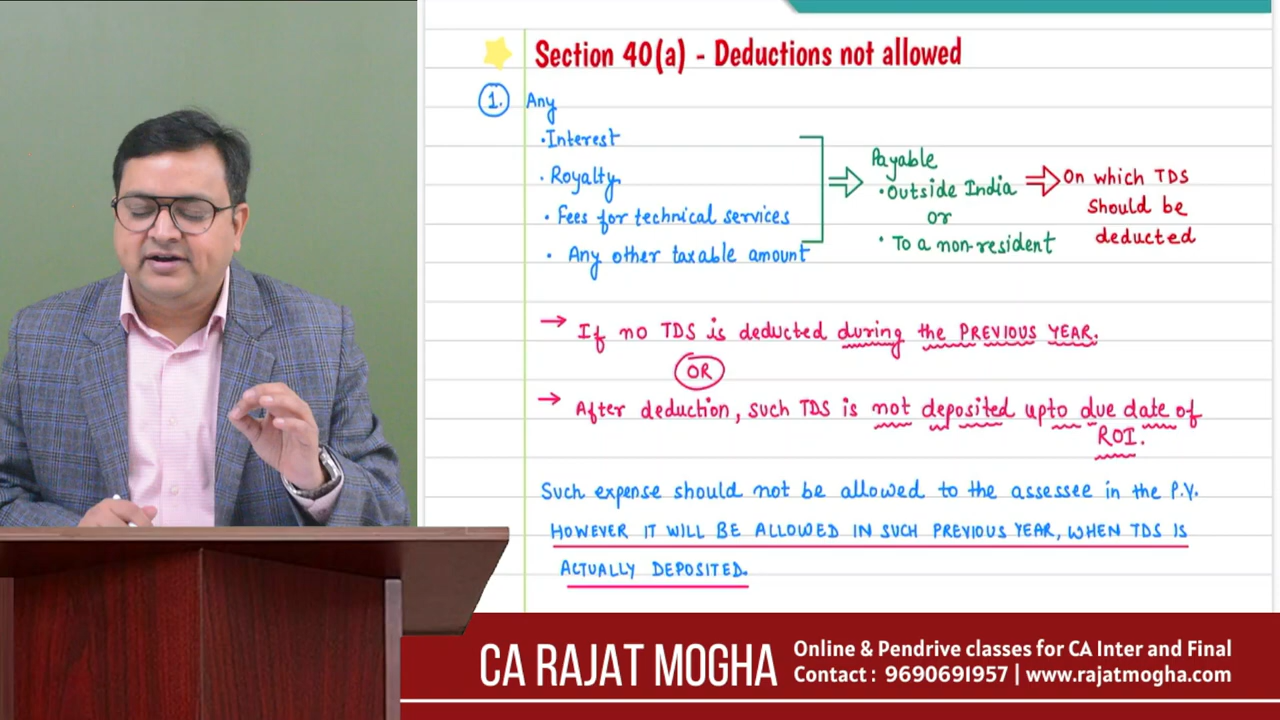 Section 40(a) - Deductions not allowed
1. Any
• Interest
• Royalty
• Fees for technical services
• Any other taxable amount
Payable
• Outside India
or
• To a non-resident
On which TDS
Should be
deducted
→ If no TDS is deducted during the PREVIOUS YEAR.
OR
→ After deduction, such TDS is not deposited upto due date of
ROI.
Such expense should not be allowed to the assessee in the P.Y.
HOWEVER IT WILL BE ALLOWED IN SUCH PREVIOUS YEAR, WHEN TDS IS
ACTUALLY DEPOSITED.
CA RAJAT MOGHA
Online & Pendrive classes for CA Inter and Final
Contact : 9690691957 | www.rajatmogha.com